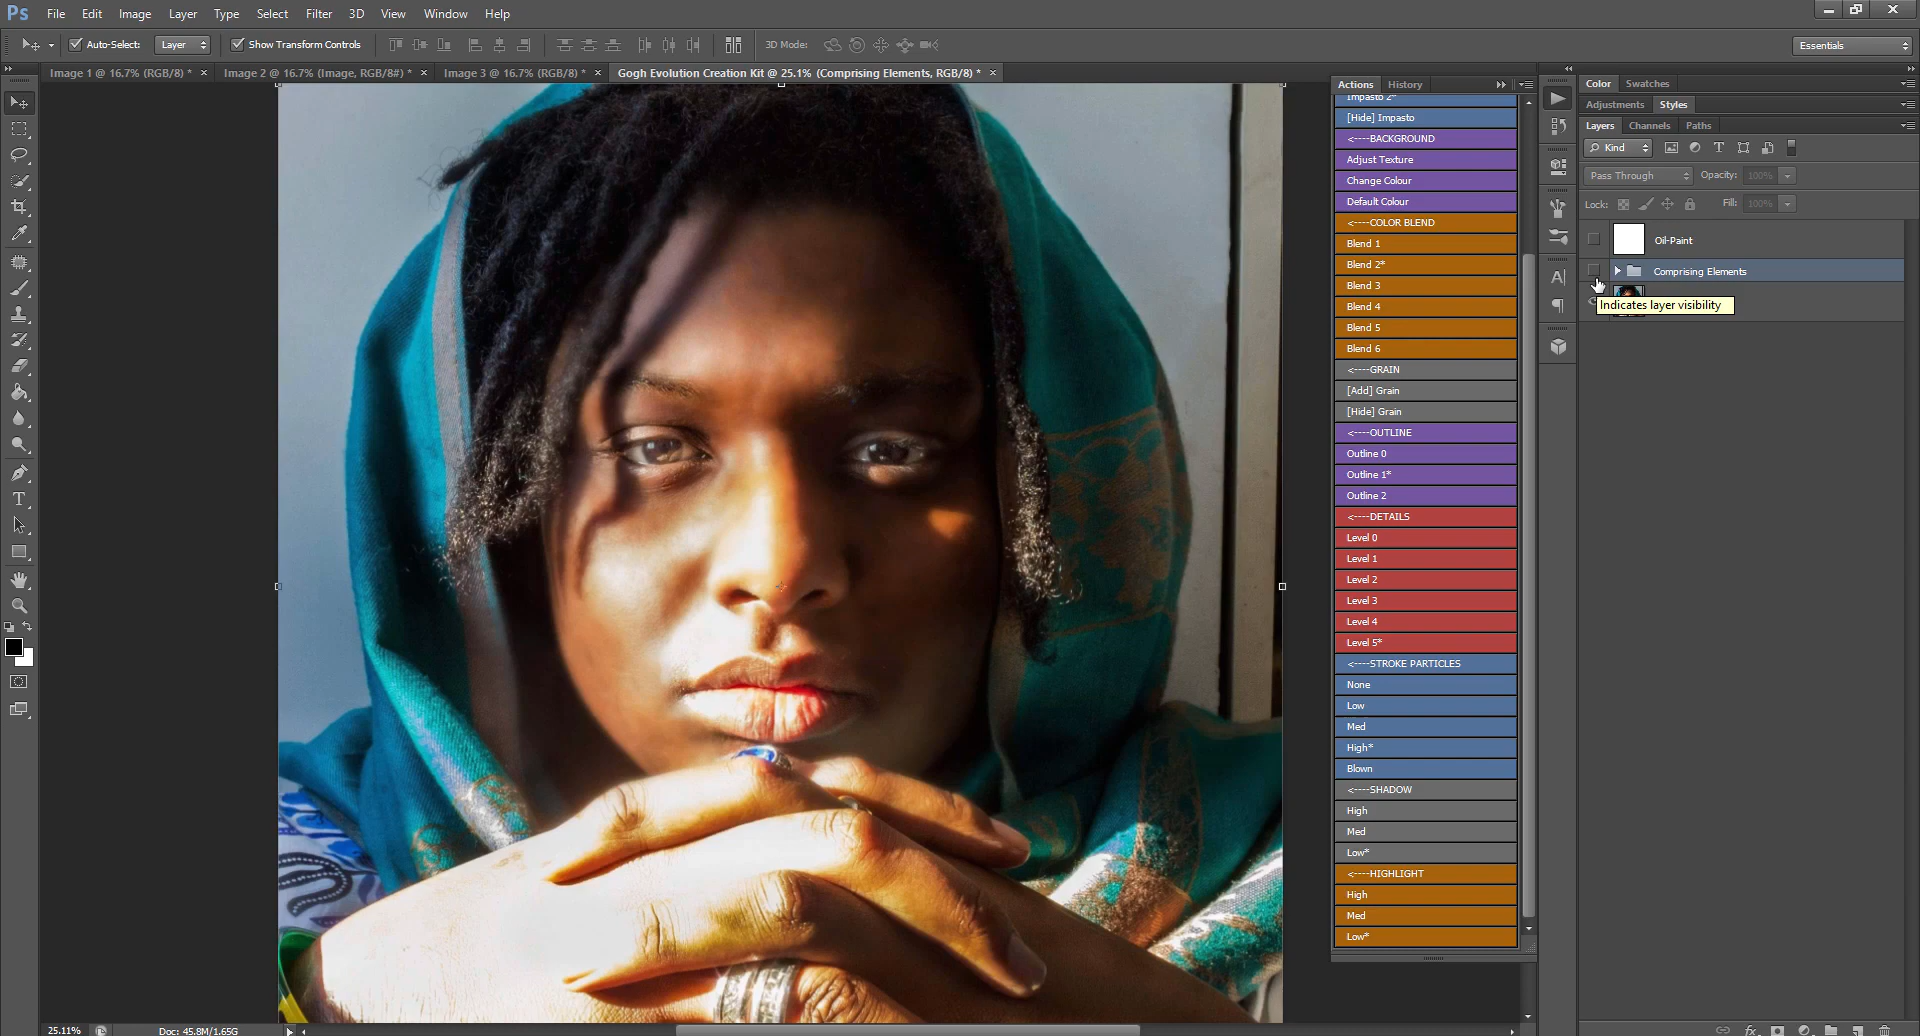 Ps File Edit Image Layer Type Select Filter 3D View Window Help
Auto-Select: Layer Show Transform Controls 3D Mode: Essentials
Image 1 @ 16.7% (RGB/8) * × Image 2 @ 16.7% (Image, RGB/8#) * × Image 3 @ 16.7% (RGB/8) * × Gogh Evolution Creation Kit @ 25.1% (Comprising Elements, RGB/8) * ×
Actions History
Impasto 2*
[Hide] Impasto
<----BACKGROUND
Adjust Texture
Change Colour
Default Colour
<----COLOR BLEND
Blend 1
Blend 2*
Blend 3
Blend 4
Blend 5
Blend 6
<----GRAIN
[Add] Grain
[Hide] Grain
<----OUTLINE
Outline 0
Outline 1*
Outline 2
<----DETAILS
Level 0
Level 1
Level 2
Level 3
Level 4
Level 5*
<----STROKE PARTICLES
None
Low
Med
High*
Blown
<----SHADOW
High
Med
Low*
<----HIGHLIGHT
High
Med
Low*
Color Swatches
Adjustments Styles
Layers Channels Paths
Kind
Pass Through Opacity: 100%
Lock: Fill: 100%
Oil-Paint
Comprising Elements
Indicates layer visibility
25.11% Doc: 45.8M/1.65G